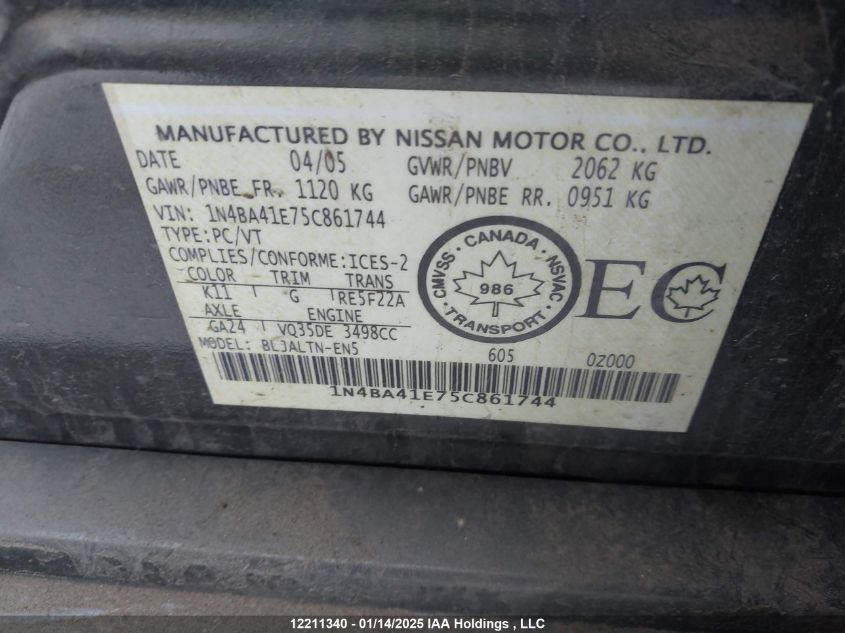 MANUFACTURED BY NISSAN MOTOR CO., LTD.
DATE 04/05 GVWR/PNBV 2062 KG
GAWR/PNBE FR. 1120 KG GAWR/PNBE RR. 0951 KG
VIN: 1N4BA41E75C861744
TYPE:PC/VT
COMPLIES/CONFORME:ICES-2
COLOR TRIM TRANS
K11 G RE5F22A
AXLE ENGINE
GA24 VQ35DE 3498CC
MODEL: BLJALTN-EN5 605 0Z000
1N4BA41E75C861744
CMVSS · CANADA · NSVAC
986
· TRANSPORT ·
EC
12211340 - 01/14/2025 IAA Holdings , LLC